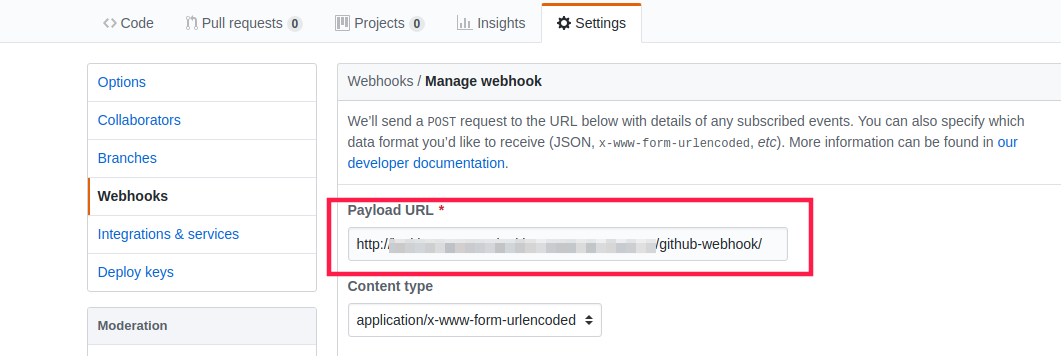 Code Pull requests 0 Projects 0 Insights Settings
Options
Collaborators
Branches
Webhooks
Integrations & services
Deploy keys
Moderation
Webhooks / Manage webhook
We'll send a POST request to the URL below with details of any subscribed events. You can also specify which
data format you'd like to receive (JSON, x-www-form-urlencoded, etc). More information can be found in our
developer documentation.
Payload URL *
http:// /github-webhook/
Content type
application/x-www-form-urlencoded